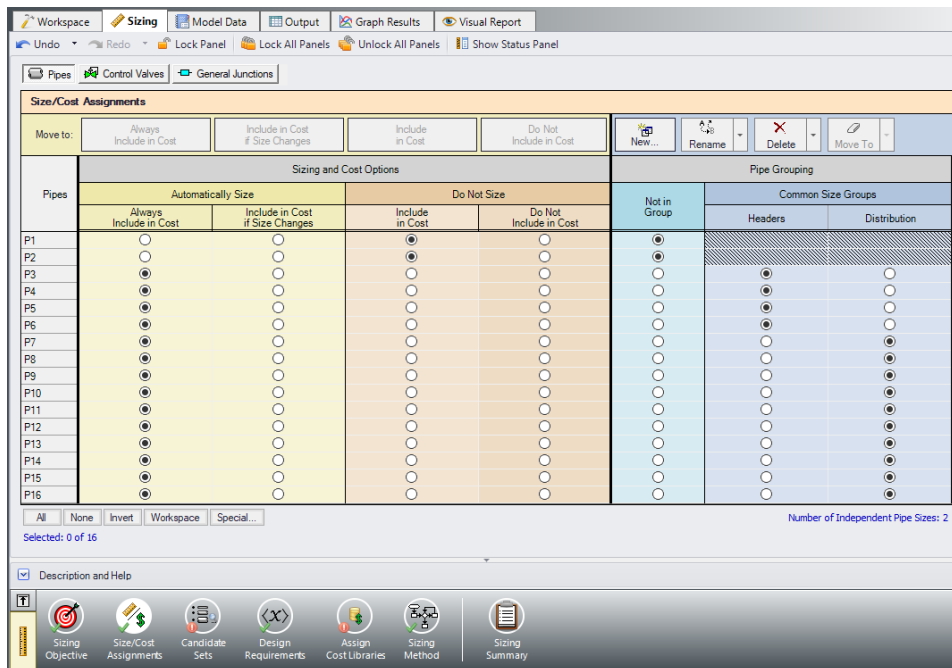 Workspace Sizing Model Data Output Graph Results Visual Report
Undo Redo Lock Panel Lock All Panels Unlock All Panels Show Status Panel
Pipes Control Valves General Junctions
Size/Cost Assignments
Move to:
Always
Include in Cost
Include in Cost
if Size Changes
Include
in Cost
Do Not
Include in Cost
New...
Rename
Delete
Move To
Pipes
Sizing and Cost Options
Pipe Grouping
Automatically Size
Do Not Size
Not in
Group
Common Size Groups
Always
Include in Cost
Include in Cost
if Size Changes
Include
in Cost
Do Not
Include in Cost
Headers
Distribution
P1
P2
P3
P4
P5
P6
P7
P8
P9
P10
P11
P12
P13
P14
P15
P16
All None Invert Workspace Special...
Number of Independent Pipe Sizes: 2
Selected: 0 of 16
Description and Help
Sizing
Objective
Size/Cost
Assignments
Candidate
Sets
Design
Requirements
Assign
Cost Libraries
Sizing
Method
Sizing
Summary